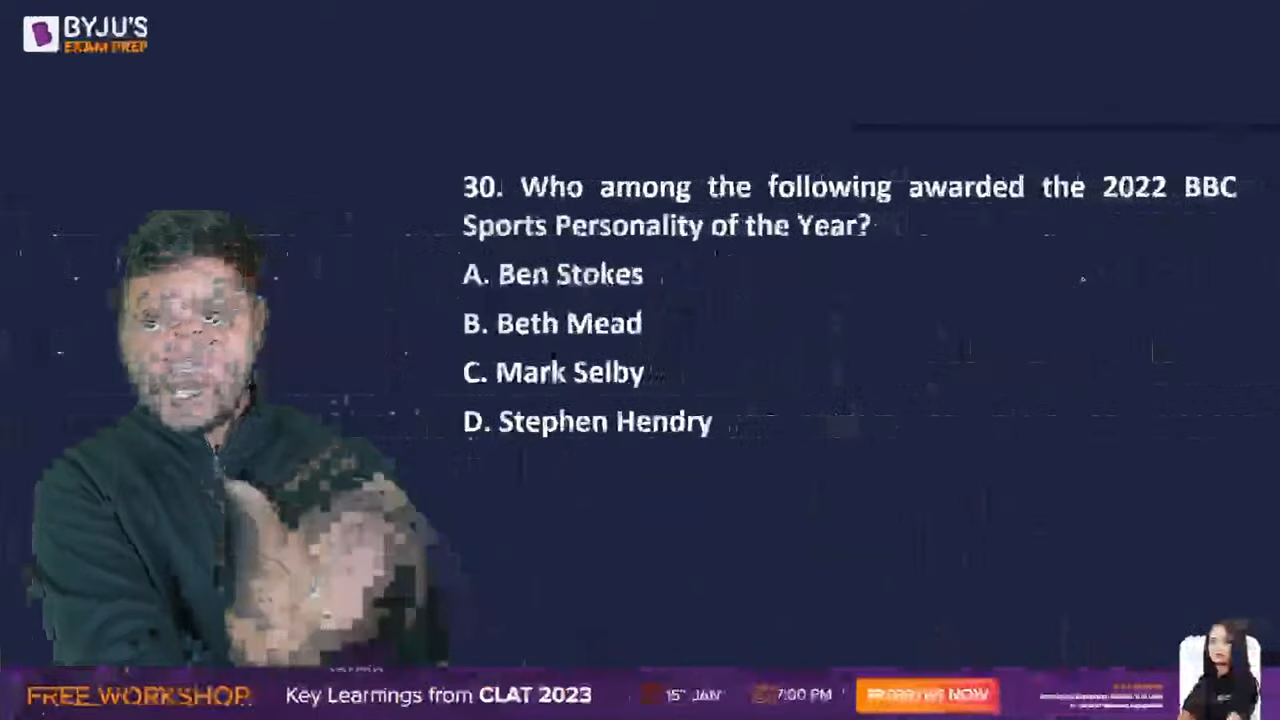 BYJU'S
EXAM PREP
30. Who among the following awarded the 2022 BBC
Sports Personality of the Year?
A. Ben Stokes
B. Beth Mead
C. Mark Selby
D. Stephen Hendry
FREE WORKSHOP
Key Learnings from CLAT 2023
15TH JAN
7:00 PM
NOW